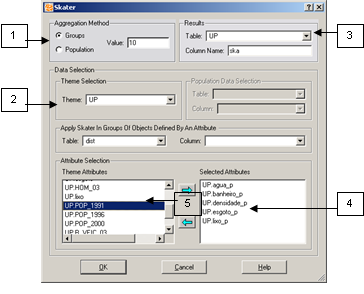 Skater
Aggregation Method
Groups
Population
Value: 10
Results
Table: UP
Column Name: ska
1
3
Data Selection
Theme Selection
Theme: UP
2
Population Data Selection
Table:
Column:
Apply Skater In Groups Of Objects Defined By An Attribute
Table: dist
Column:
Attribute Selection
Theme Attributes
UP.HOM_03
UP.lixo
UP.POP_1991
UP.POP_1996
UP.POP_2000
UP.R_VEIC_03
5
Selected Attributes
UP.agua_p
UP.banheiro_p
UP.densidade_p
UP.esgoto_p
UP.lixo_p
4
OK
Cancel
Help